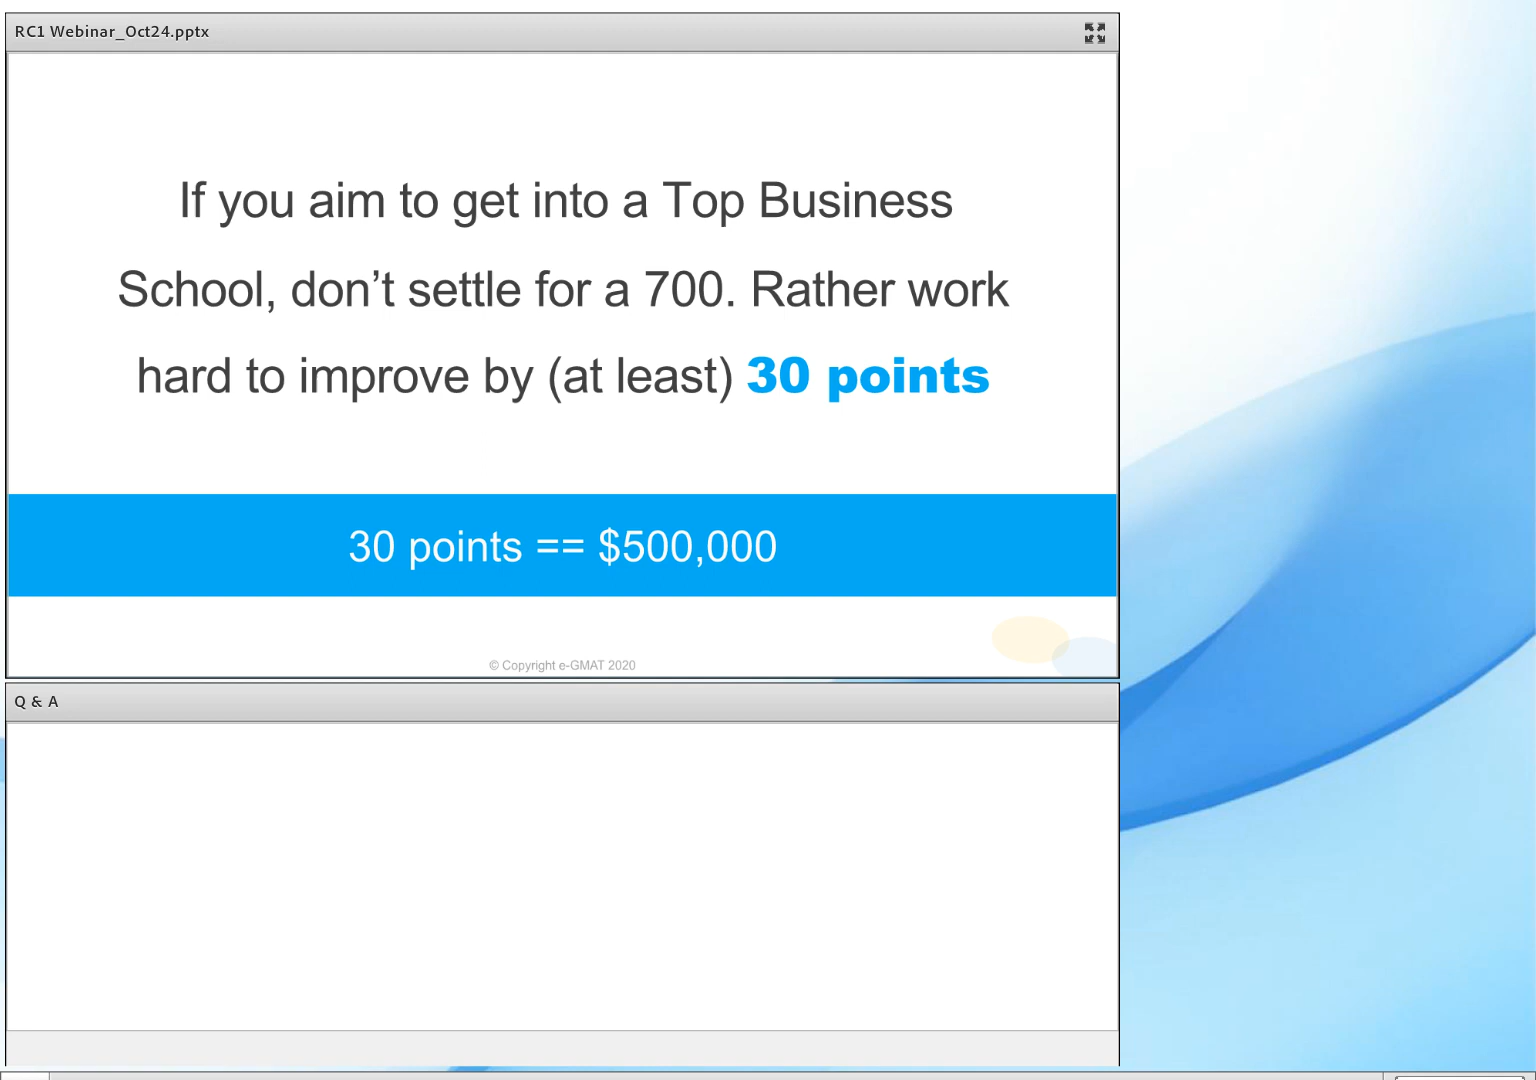 RC1 Webinar_Oct24.pptx
If you aim to get into a Top Business
School, don’t settle for a 700. Rather work
hard to improve by (at least) 30 points
30 points == $500,000
© Copyright e-GMAT 2020
Q & A